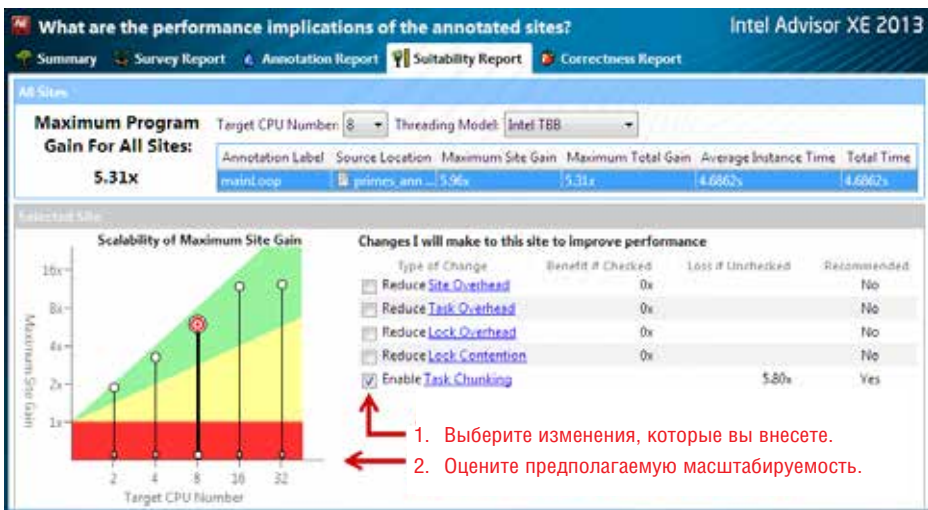 What are the performance implications of the annotated sites?
Intel Advisor XE 2013
Summary Survey Report Annotation Report Suitability Report Correctness Report
All Sites
Maximum Program Gain For All Sites:
5.31x
Target CPU Number: 8 Threading Model: Intel TBB
Annotation Label Source Location Maximum Site Gain Maximum Total Gain Average Instance Time Total Time
mainLoop primes_ann ... 5.96x 5.31x 4.6862s 4.6862s
Selected Site
Scalability of Maximum Site Gain
Maximum Site Gain
16x
8x
4x
2x
1x
2 4 8 16 32
Target CPU Number
Changes I will make to this site to improve performance
Type of Change Benefit if Checked Loss if Unchecked Recommended
Reduce Site Overhead 0x No
Reduce Task Overhead 0x No
Reduce Lock Overhead 0x No
Reduce Lock Contention 0x No
Enable Task Chunking 5.80x Yes
1. Выберите изменения, которые вы внесете.
2. Оцените предполагаемую масштабируемость.